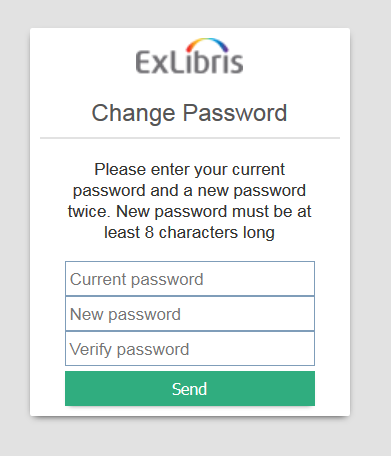 ExLibris
Change Password
Please enter your current
password and a new password
twice. New password must be at
least 8 characters long
Current password
New password
Verify password
Send